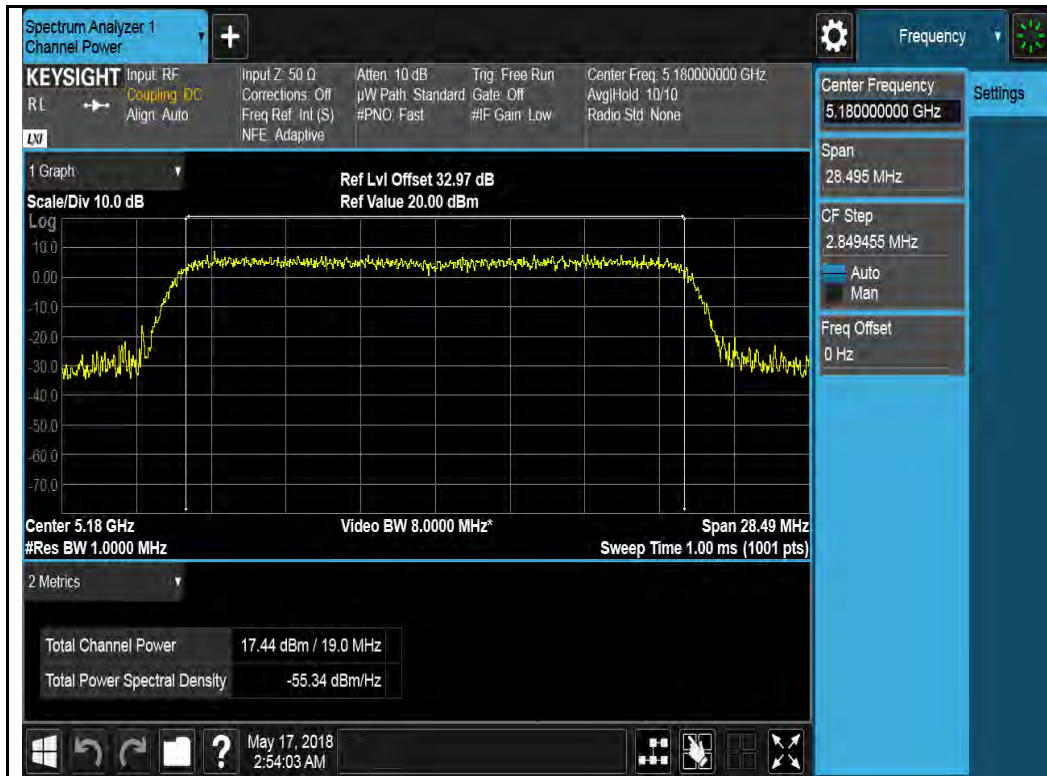 Spectrum Analyzer 1
Channel Power
+
Frequency
KEYSIGHT
RL
LXI
Input: RF
Coupling: DC
Align: Auto
Input Z: 50 Ω
Corrections: Off
Freq Ref: Int (S)
NFE: Adaptive
Atten: 10 dB
µW Path: Standard
#PNO: Fast
Trig: Free Run
Gate: Off
#IF Gain: Low
Center Freq: 5.180000000 GHz
Avg|Hold: 10/10
Radio Std: None
Center Frequency
5.180000000 GHz
Settings
Span
28.495 MHz
CF Step
2.849455 MHz
Auto
Man
Freq Offset
0 Hz
1 Graph
Scale/Div 10.0 dB
Ref Lvl Offset 32.97 dB
Ref Value 20.00 dBm
Log
10.0
0.00
-10.0
-20.0
-30.0
-40.0
-50.0
-60.0
-70.0
Center 5.18 GHz
#Res BW 1.0000 MHz
Video BW 8.0000 MHz*
Span 28.49 MHz
Sweep Time 1.00 ms (1001 pts)
2 Metrics
Total Channel Power 17.44 dBm / 19.0 MHz
Total Power Spectral Density -55.34 dBm/Hz
?
May 17, 2018
2:54:03 AM